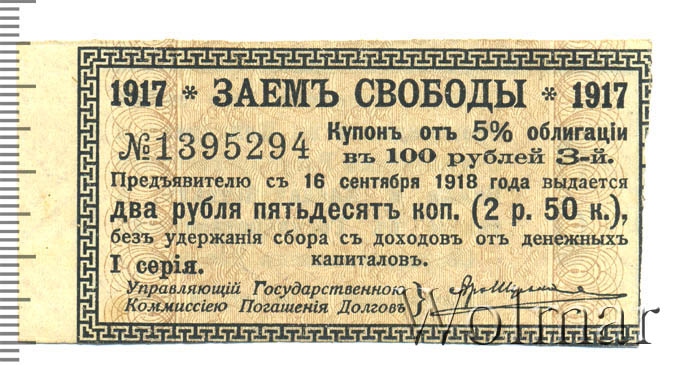 1917 * ЗАЕМЪ СВОБОДЫ * 1917
№1395294
Купонъ отъ 5% облигаціи
въ 100 рублей 3-й.
Предъявителю съ 16 сентября 1918 года выдается
два рубля пятьдесятъ коп. (2 р. 50 к.),
безъ удержанія сбора съ доходовъ отъ денежныхъ
капиталовъ.
I серія.
Управляющій Государственною
Коммиссіею Погашенія Долговъ
Wolmar